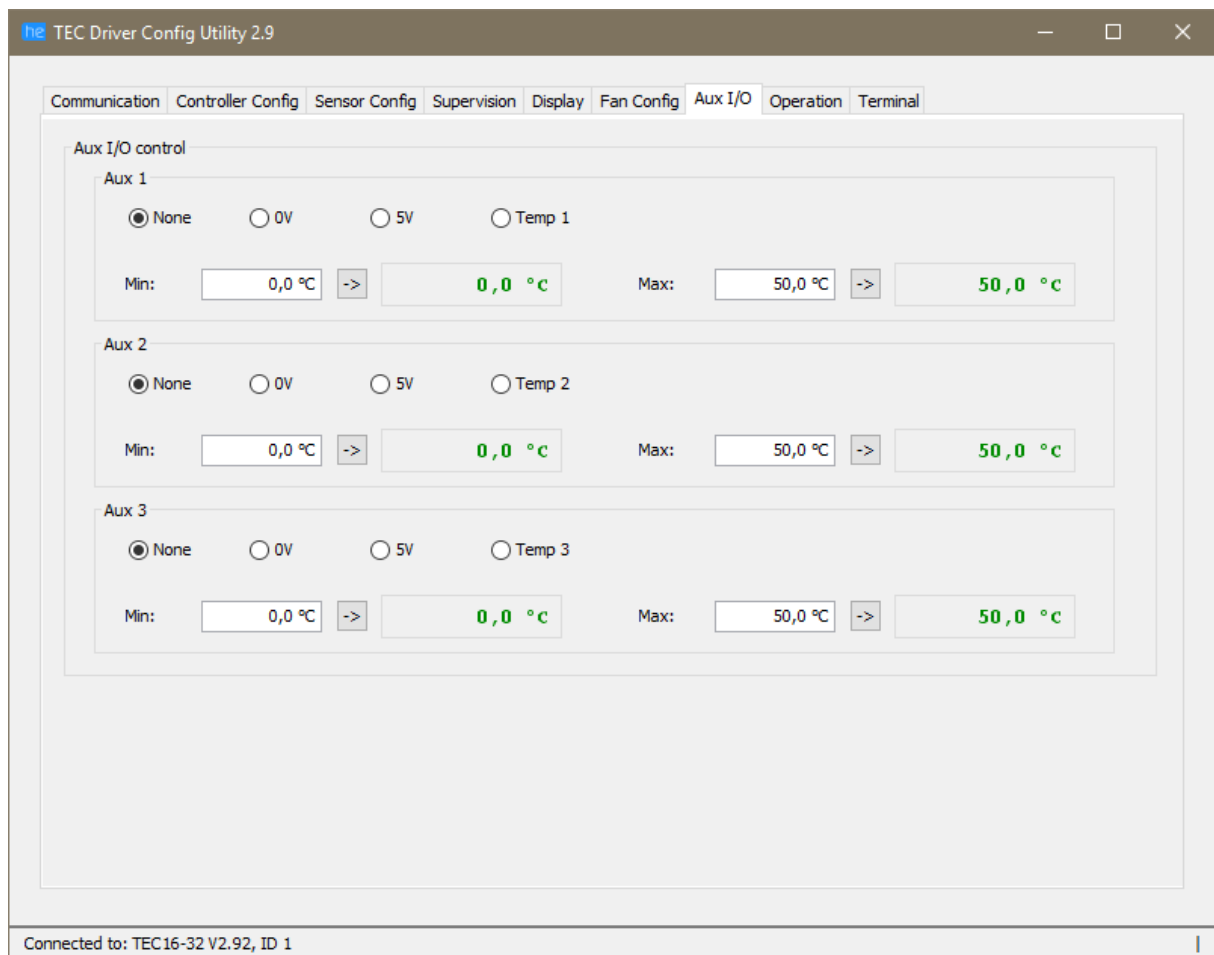 he TEC Driver Config Utility 2.9
Communication Controller Config Sensor Config Supervision Display Fan Config Aux I/O Operation Terminal
Aux I/O control
Aux 1
None 0V 5V Temp 1
Min: 0,0 °C -> 0,0 °C Max: 50,0 °C -> 50,0 °C
Aux 2
None 0V 5V Temp 2
Min: 0,0 °C -> 0,0 °C Max: 50,0 °C -> 50,0 °C
Aux 3
None 0V 5V Temp 3
Min: 0,0 °C -> 0,0 °C Max: 50,0 °C -> 50,0 °C
Connected to: TEC16-32 V2.92, ID 1